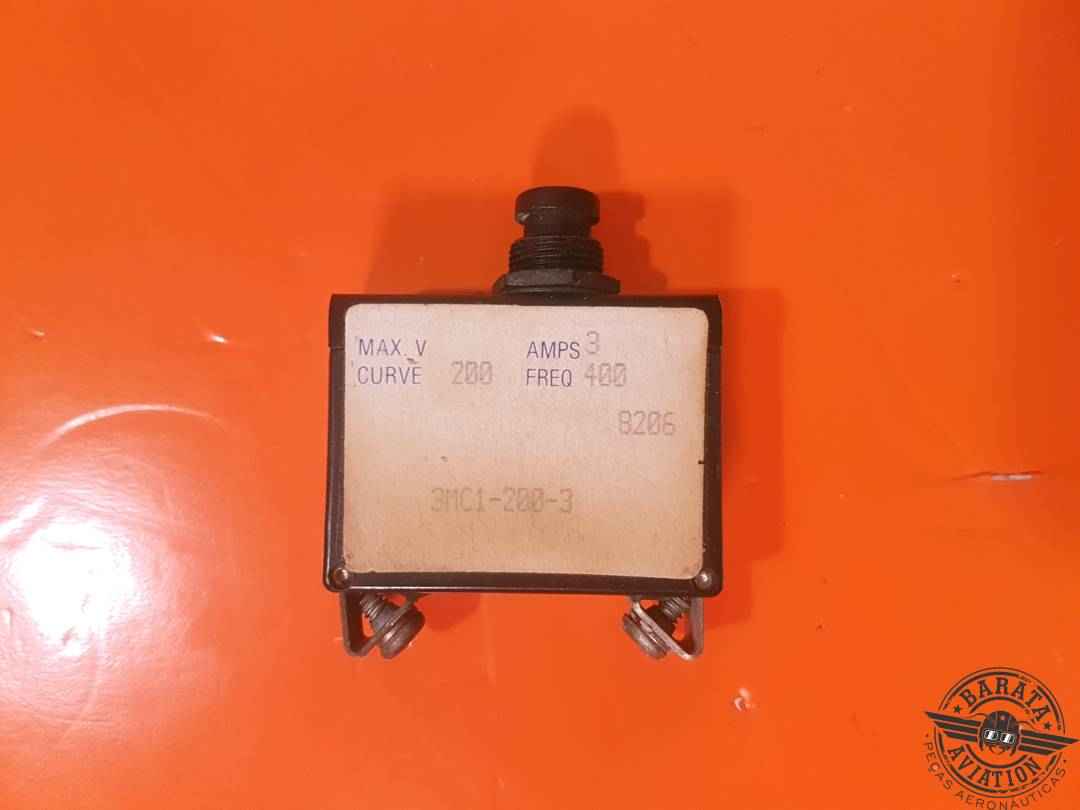 MAX. V AMPS 3
CURVE 200 FREQ 400
8206
3MC1-200-3
BARATA
AVIATION
PEÇAS AERONÁUTICAS